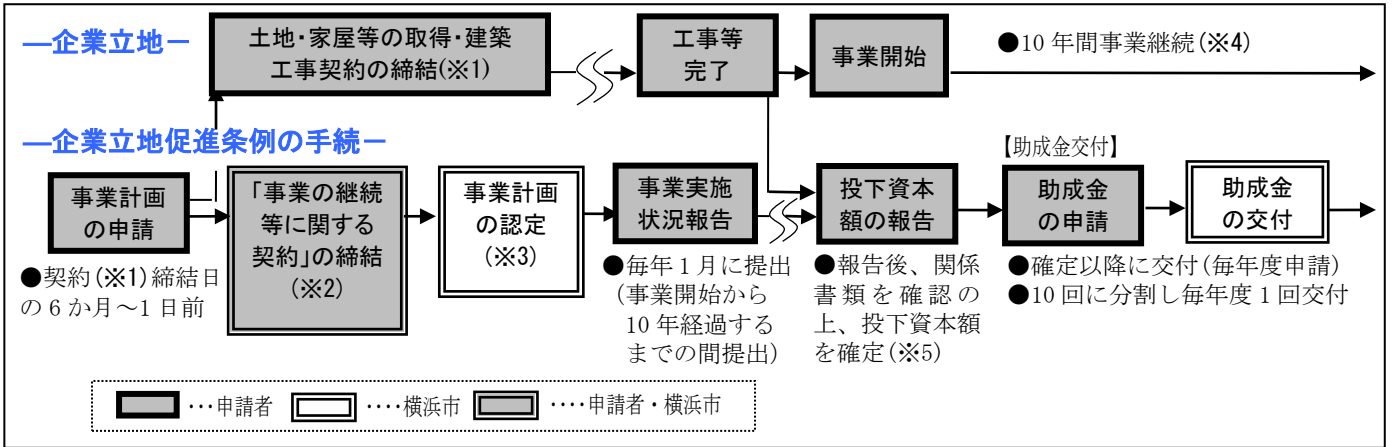 ―企業立地－
土地・家屋等の取得・建築
工事契約の締結(※1)
工事等
完了
事業開始
●10年間事業継続(※4)
―企業立地促進条例の手続－
事業計画
の申請
「事業の継続
等に関する
契約」の締結
(※2)
事業計画
の認定
(※3)
事業実施
状況報告
投下資本
額の報告
【助成金交付】
助成金
の申請
助成金
の交付
●契約(※1)締結日
の6か月～1日前
●毎年1月に提出
(事業開始から
10年経過する
までの間提出)
●報告後、関係
書類を確認の
上、投下資本額
を確定(※5)
●確定以降に交付(毎年度申請)
●10回に分割し毎年度1回交付
･･･申請者
････横浜市
････申請者・横浜市